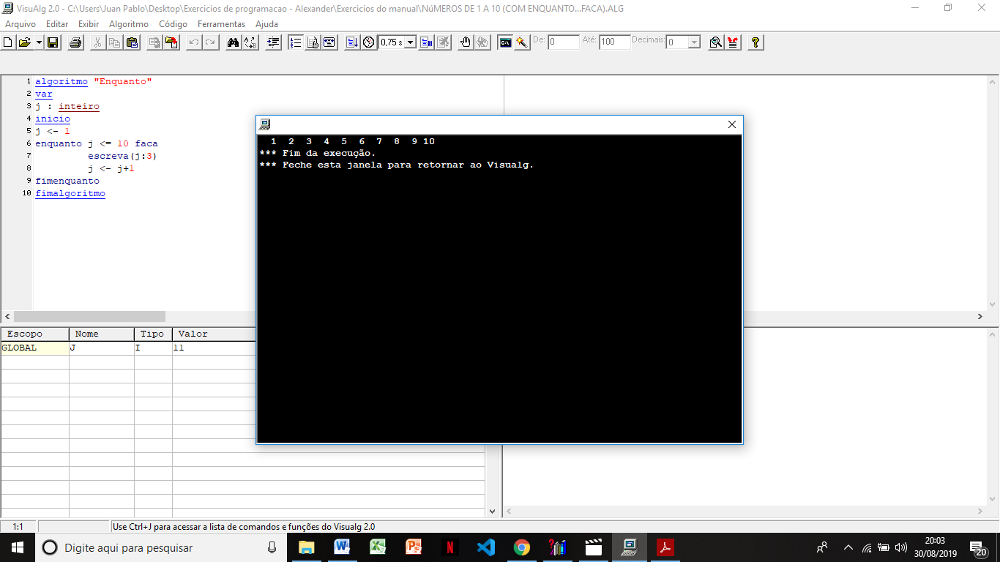 VisuAlg 2.0 - C:\Users\Juan Pablo\Desktop\Exercicios de programacao - Alexander\Exercicios do manual\NúMEROS DE 1 A 10 (COM ENQUANTO...FACA).ALG
Arquivo Editar Exibir Algoritmo Código Ferramentas Ajuda
0,75 s De: 0 Até: 100 Decimais: 0
1 algoritmo "Enquanto"
2 var
3 j : inteiro
4 inicio
5 j <- 1
6 enquanto j <= 10 faca
7 escreva(j:3)
8 j <- j+1
9 fimenquanto
10 fimalgoritmo
1 2 3 4 5 6 7 8 9 10
*** Fim da execução.
*** Feche esta janela para retornar ao Visualg.
Escopo Nome Tipo Valor
GLOBAL J I 11
1:1 Use Ctrl+J para acessar a lista de comandos e funções do Visualg 2.0
Digite aqui para pesquisar
20:03
30/08/2019
20